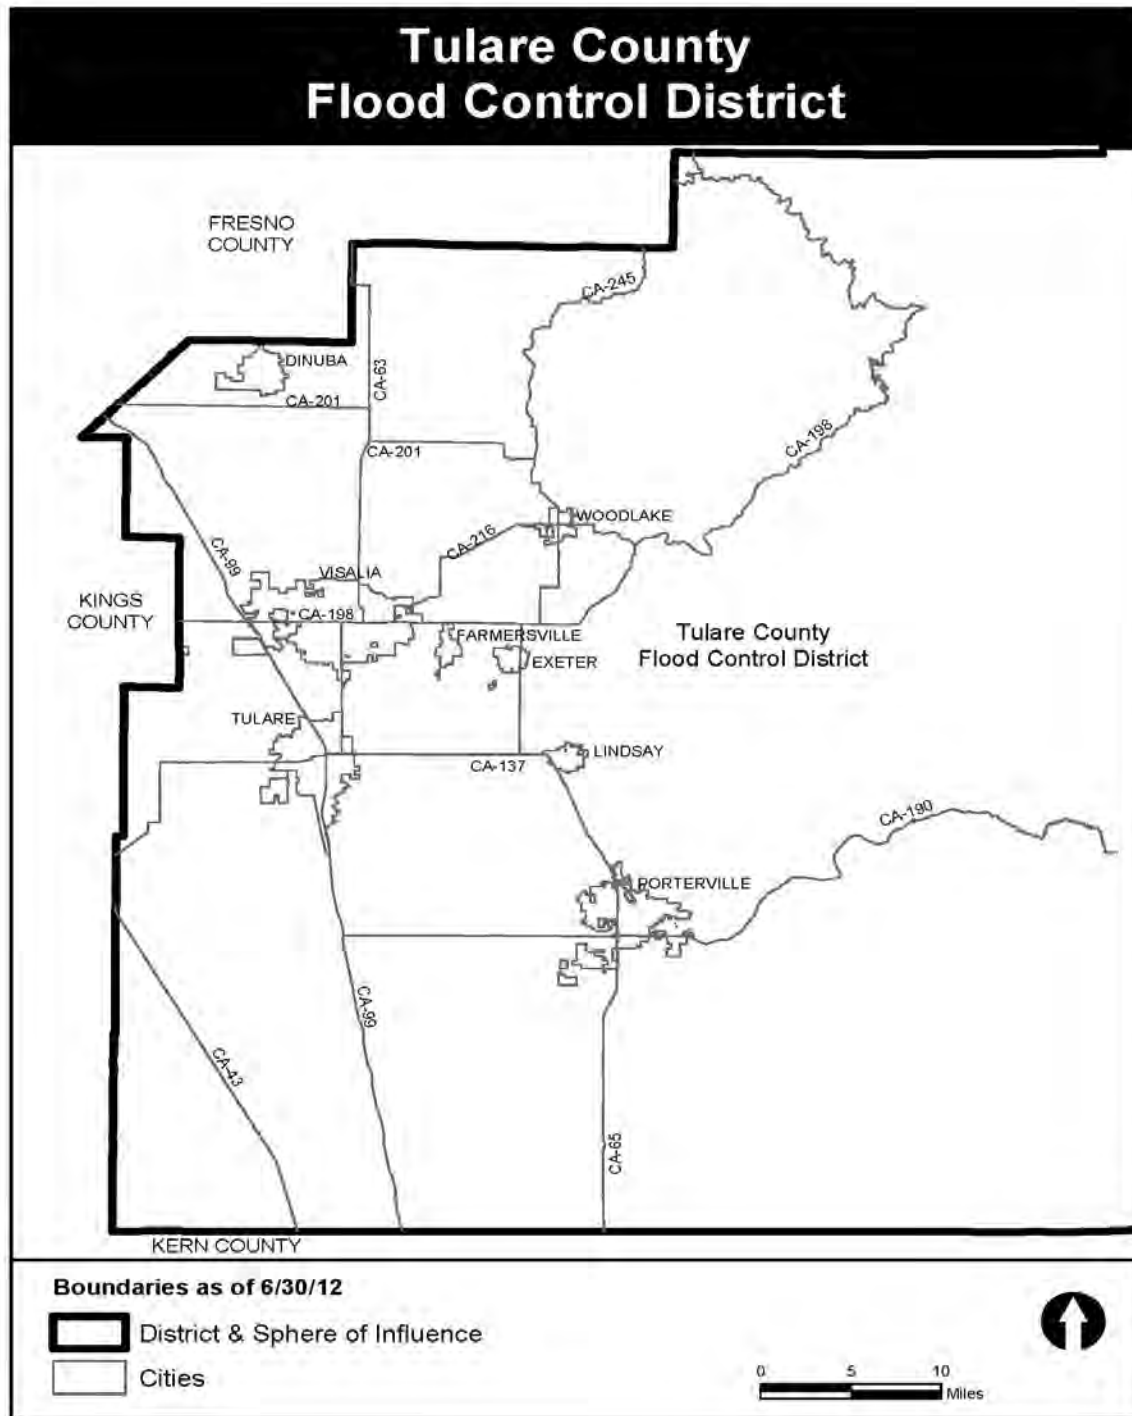 Tulare County
Flood Control District
FRESNO
COUNTY
CA-245
DINUBA
CA-63
CA-201
CA-201
CA-198
WOODLAKE
CA-216
CA-99
VISALIA
KINGS
COUNTY
CA-198
FARMERSVILLE
EXETER
Tulare County
Flood Control District
TULARE
LINDSAY
CA-137
CA-190
PORTERVILLE
CA-99
CA-43
CA-65
KERN COUNTY
Boundaries as of 6/30/12
District & Sphere of Influence
Cities
0 5 10
Miles